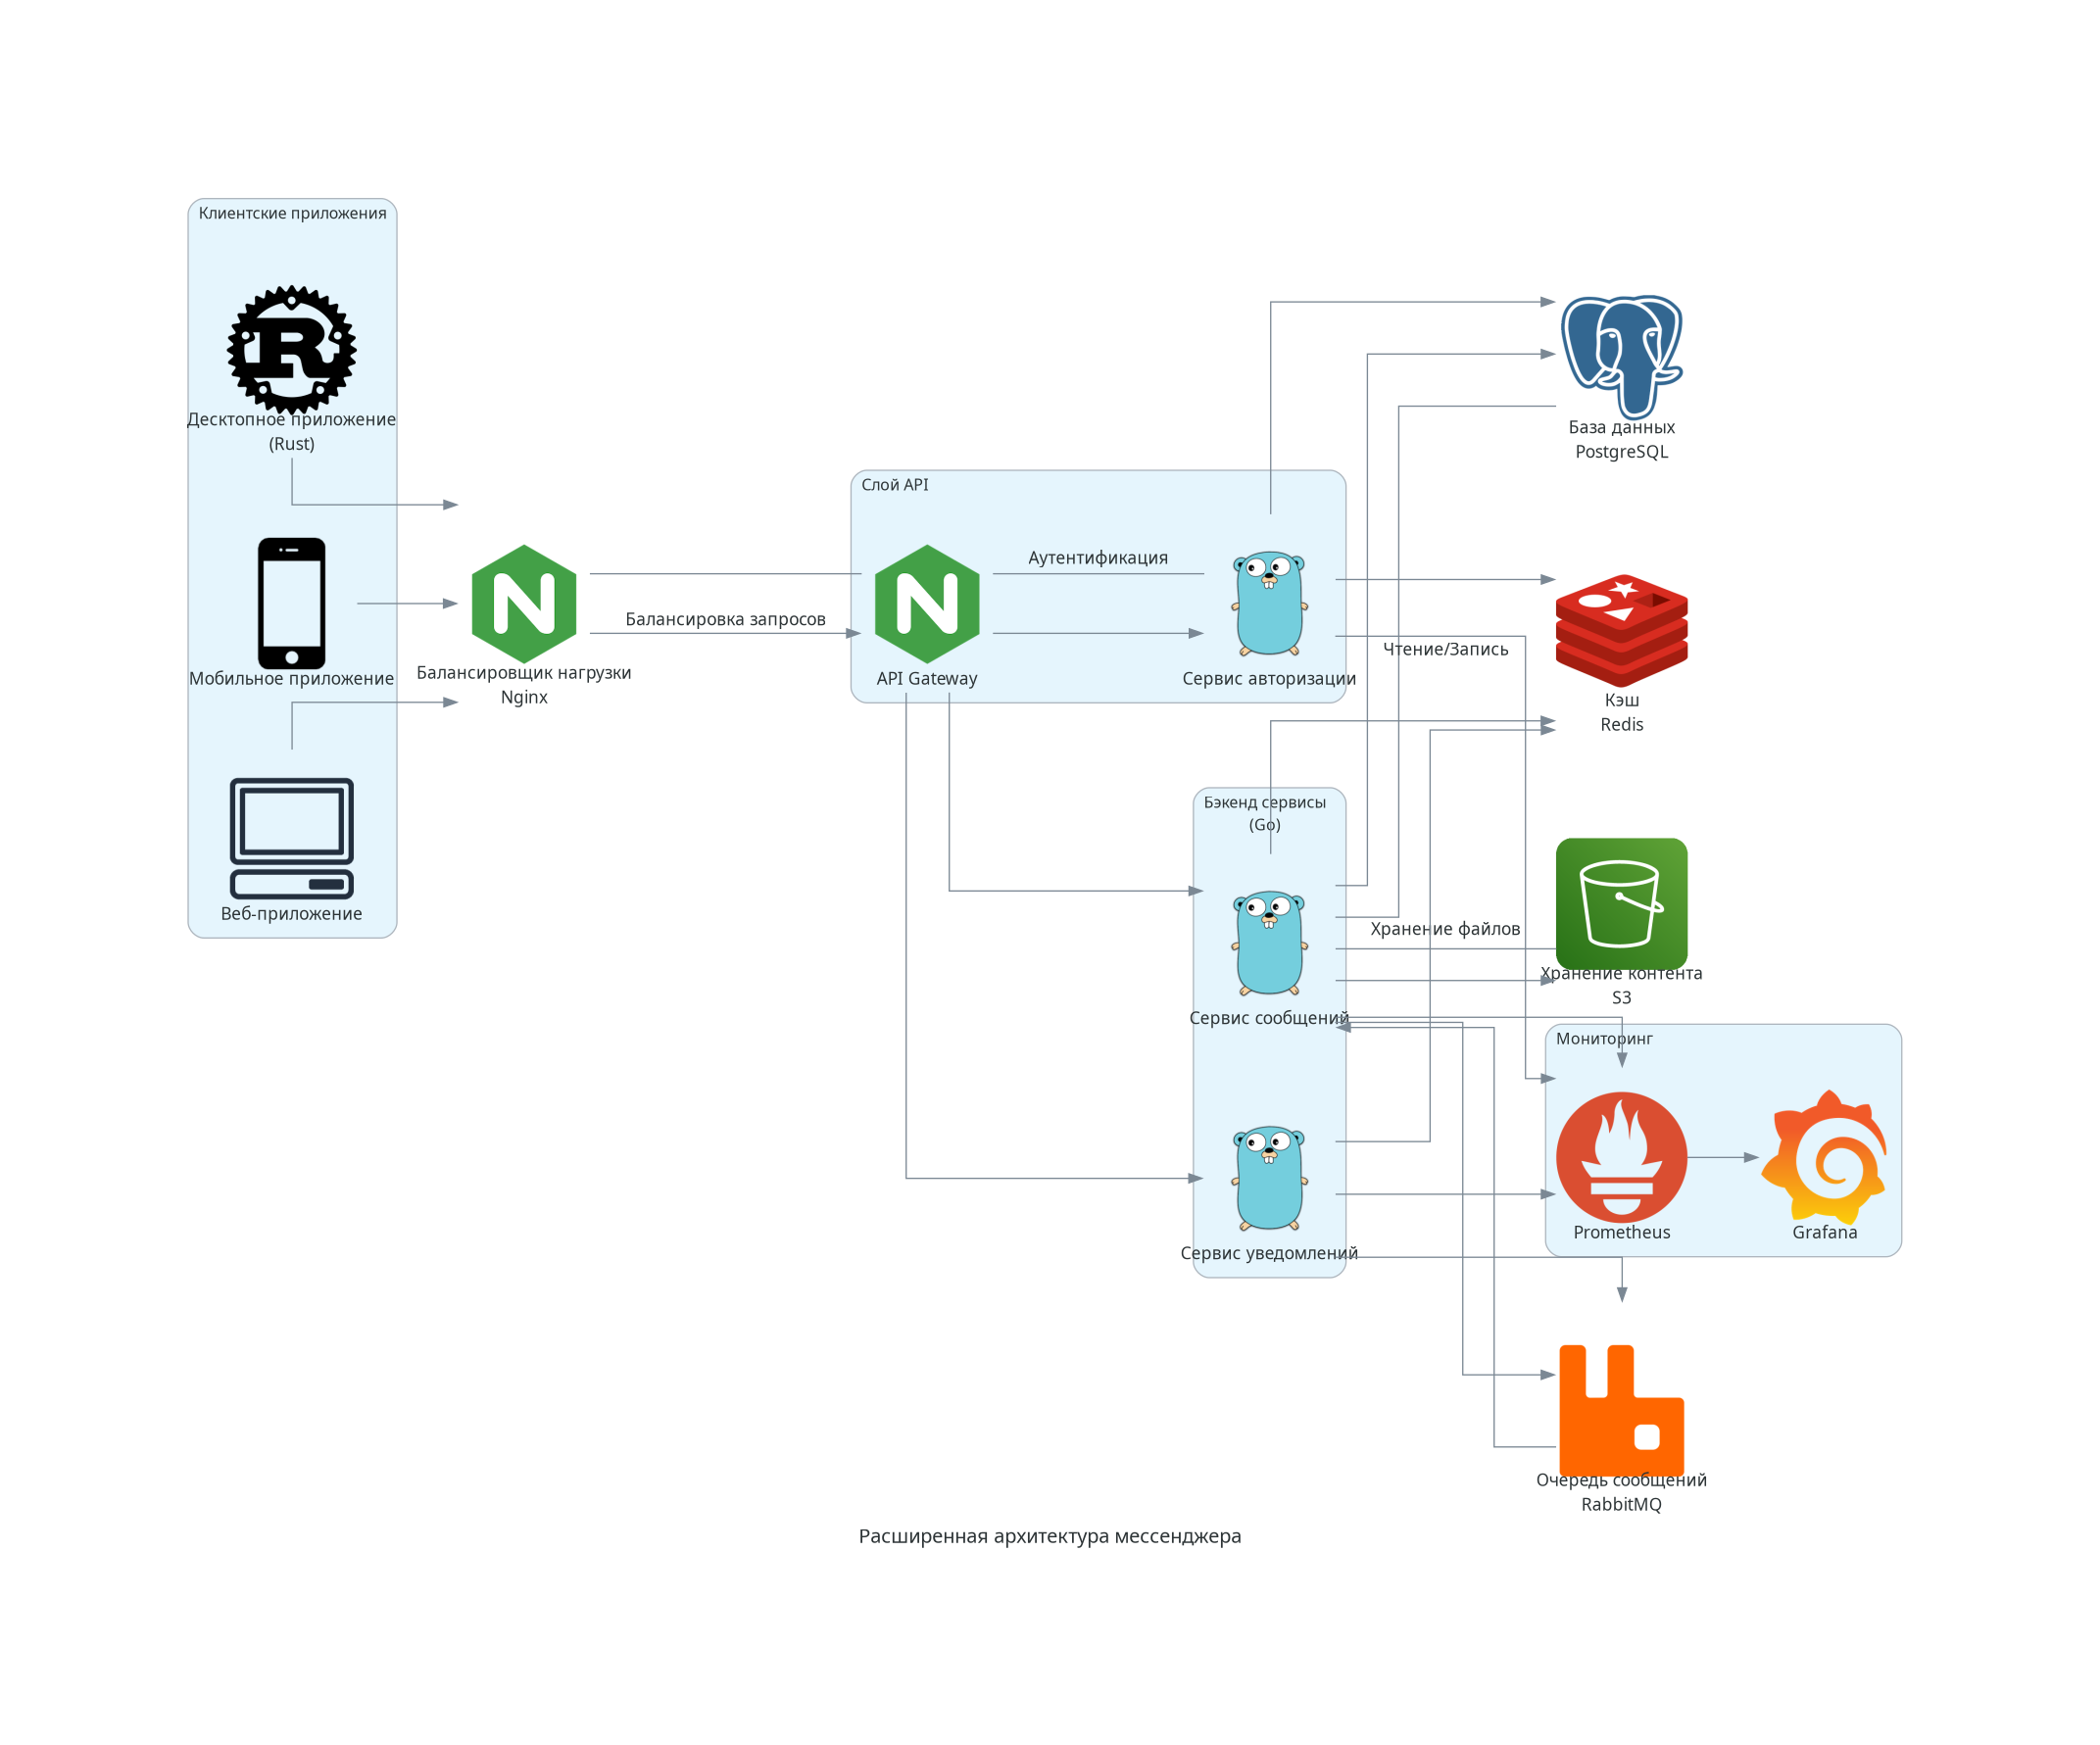 Клиентские приложения
Десктопное приложение
(Rust)
Мобильное приложение
Веб-приложение
Балансировщик нагрузки
Nginx
Балансировка запросов
Слой API
API Gateway
Аутентификация
Сервис авторизации
Бэкенд сервисы
(Go)
Сервис сообщений
Сервис уведомлений
Чтение/Запись
Хранение файлов
База данных
PostgreSQL
Кэш
Redis
Хранение контента
S3
Мониторинг
Prometheus
Grafana
Очередь сообщений
RabbitMQ
Расширенная архитектура мессенджера